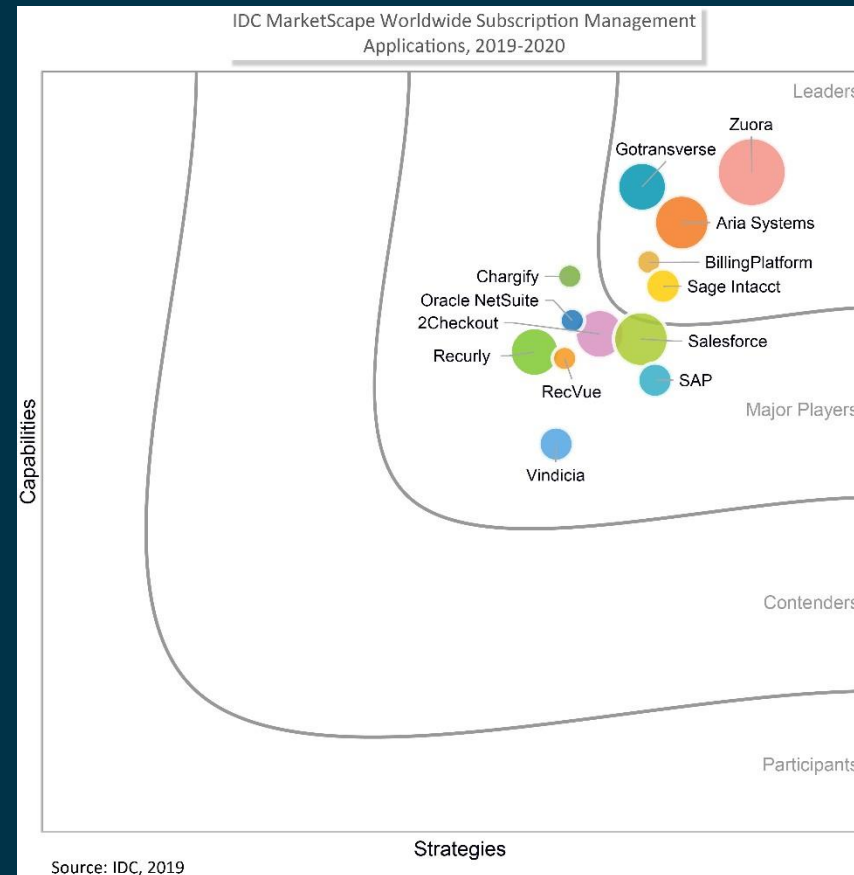 IDC MarketScape Worldwide Subscription Management
Applications, 2019-2020
Leaders
Zuora
Gotransverse
Aria Systems
BillingPlatform
Chargify
Sage Intacct
Oracle NetSuite
2Checkout
Salesforce
Recurly
SAP
RecVue
Major Players
Vindicia
Capabilities
Contenders
Participants
Strategies
Source: IDC, 2019